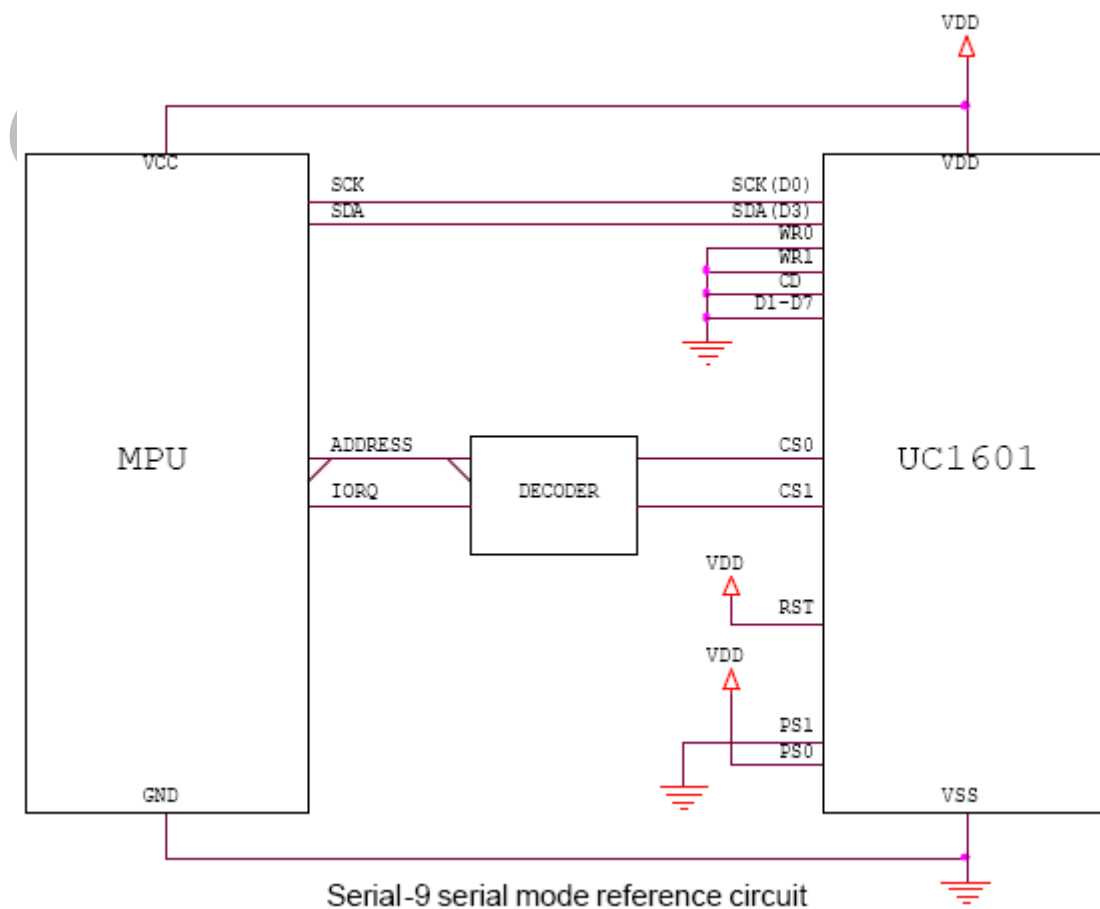 VDD
VCC
VDD
SCK
SCK(D0)
SDA
SDA(D3)
WR0
WR1
CD
D1-D7
MPU
ADDRESS
IORQ
DECODER
CS0
CS1
UC1601
VDD
RST
VDD
PS1
PS0
GND
VSS
Serial-9 serial mode reference circuit